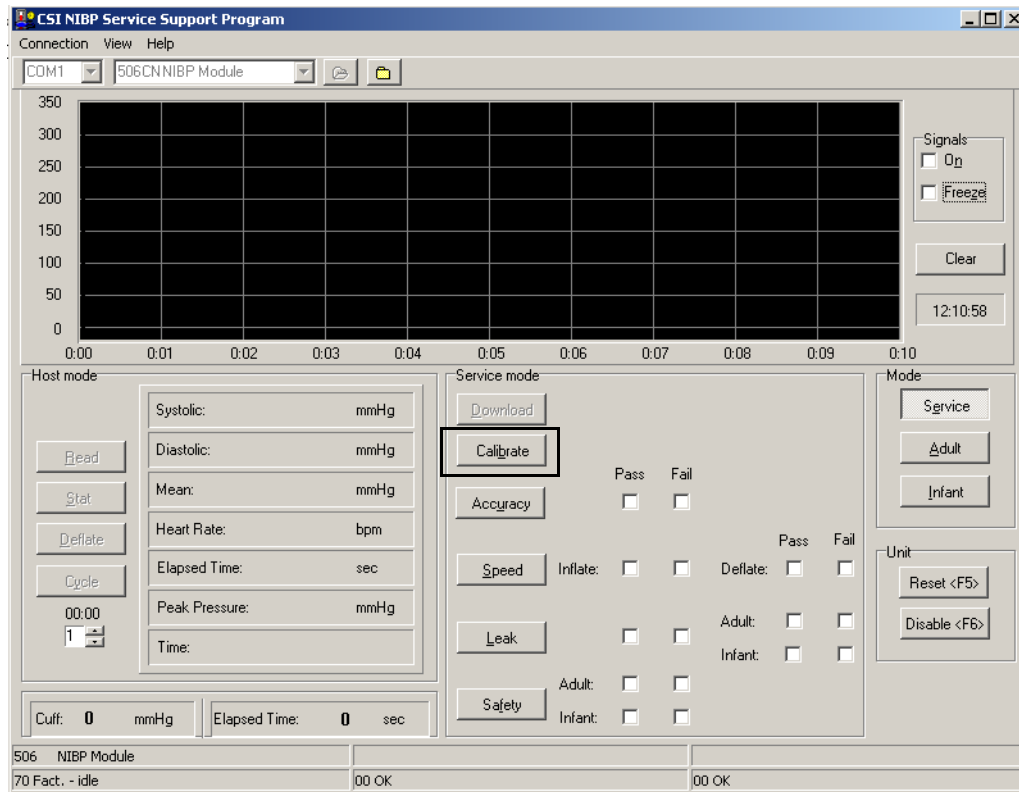 CSI NIBP Service Support Program
Connection View Help
COM1 506CN NIBP Module
350
300
250
200
150
100
50
0
0:00 0:01 0:02 0:03 0:04 0:05 0:06 0:07 0:08 0:09 0:10
Signals
On
Freeze
Clear
12:10:58
Host mode
Read
Stat
Deflate
Cycle
00:00
1
Systolic: mmHg
Diastolic: mmHg
Mean: mmHg
Heart Rate: bpm
Elapsed Time: sec
Peak Pressure: mmHg
Time:
Cuff: 0 mmHg
Elapsed Time: 0 sec
Service mode
Download
Calibrate
Pass Fail
Accuracy
Pass Fail
Speed Inflate: Deflate:
Leak Adult:
Infant:
Safety Adult:
Infant:
Mode
Service
Adult
Infant
Unit
Reset <F5>
Disable <F6>
506 NIBP Module
70 Fact. - idle 00 OK 00 OK